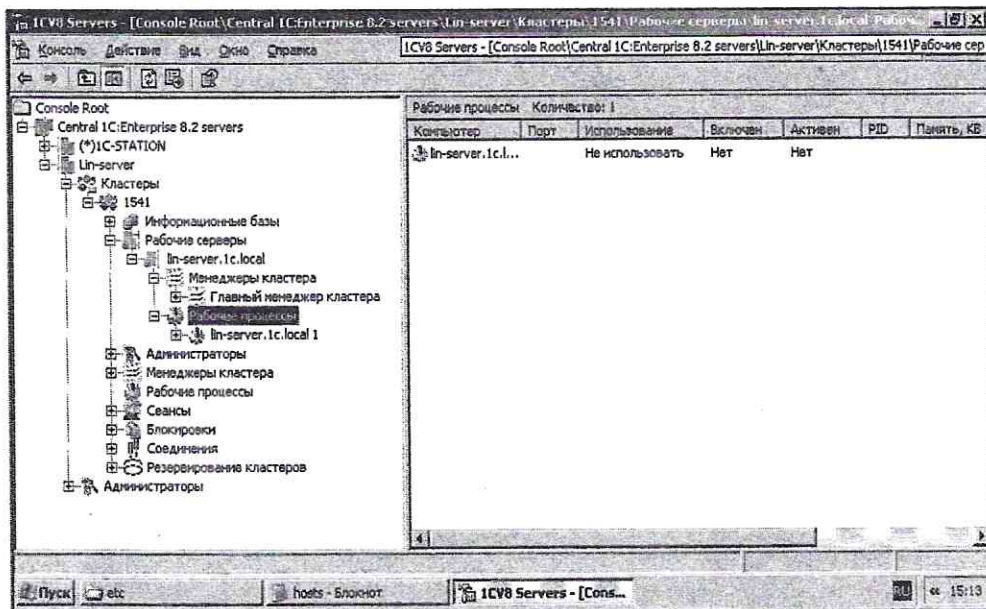 1CV8 Servers - [Console Root\Central 1C:Enterprise 8.2 servers\Lin-server\Кластеры\1541\Рабочие серверы\lin-server.1c.local\Рабоч...
Консоль Действие Вид Окно Справка
1CV8 Servers - [Console Root\Central 1C:Enterprise 8.2 servers\Lin-server\Кластеры\1541\Рабочие сер
Console Root
Central 1C:Enterprise 8.2 servers
(*)1C-STATION
Lin-server
Кластеры
1541
Информационные базы
Рабочие серверы
lin-server.1c.local
Менеджеры кластера
Главный менеджер кластера
Рабочие процессы
lin-server.1c.local 1
Администраторы
Менеджеры кластера
Рабочие процессы
Сеансы
Блокировки
Соединения
Резервирование кластеров
Администраторы
Рабочие процессы Количество: 1
Компьютер Порт Использование Включен Активен PID Память, КБ
lin-server.1c.l... Не использовать Нет Нет
Пуск etc hosts - Блокнот 1CV8 Servers - [Cons... RU « 15:13